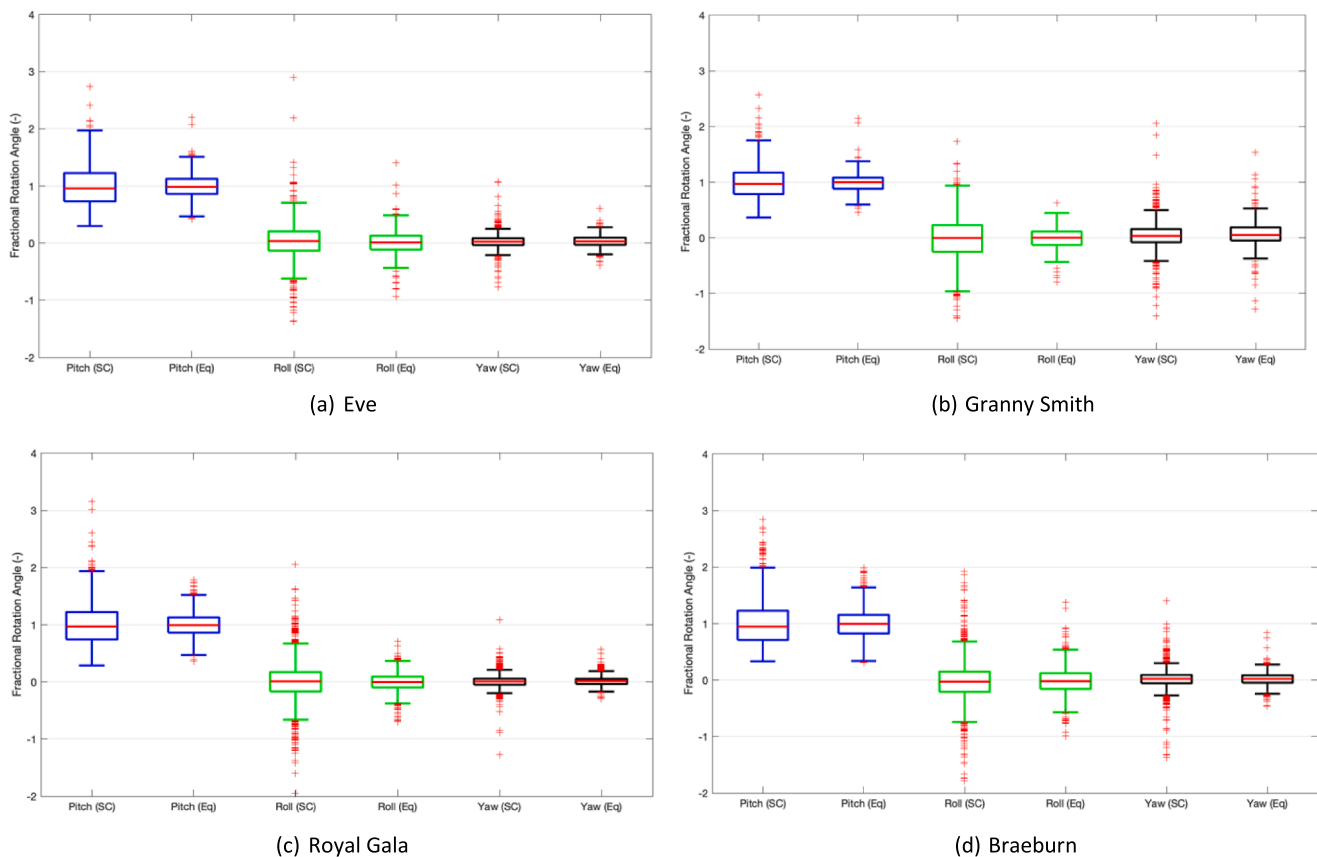 4
3
2
1
0
-1
-2
Fractional Rotation Angle (-)
Pitch (SC) Pitch (Eq) Roll (SC) Roll (Eq) Yaw (SC) Yaw (Eq)
(a) Eve
4
3
2
1
0
-1
-2
Fractional Rotation Angle (-)
Pitch (SC) Pitch (Eq) Roll (SC) Roll (Eq) Yaw (SC) Yaw (Eq)
(b) Granny Smith
4
3
2
1
0
-1
-2
Fractional Rotation Angle (-)
Pitch (SC) Pitch (Eq) Roll (SC) Roll (Eq) Yaw (SC) Yaw (Eq)
(c) Royal Gala
4
3
2
1
0
-1
-2
Fractional Rotation Angle (-)
Pitch (SC) Pitch (Eq) Roll (SC) Roll (Eq) Yaw (SC) Yaw (Eq)
(d) Braeburn